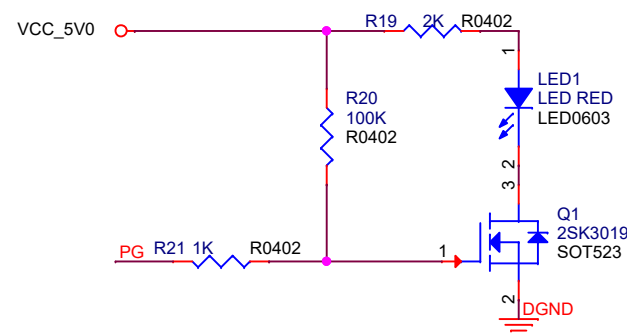 VCC_5V0
R19 2K R0402
1
LED1
LED RED
LED0603
R20
100K
R0402
2
3
Q1
2SK3019
SOT523
PG R21 1K R0402
1
2
DGND